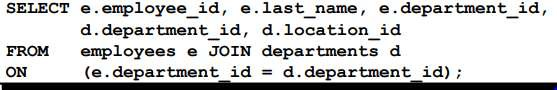 SELECT e.employee_id, e.last_name, e.department_id,
d.department_id, d.location_id
FROM employees e JOIN departments d
ON (e.department_id = d.department_id);